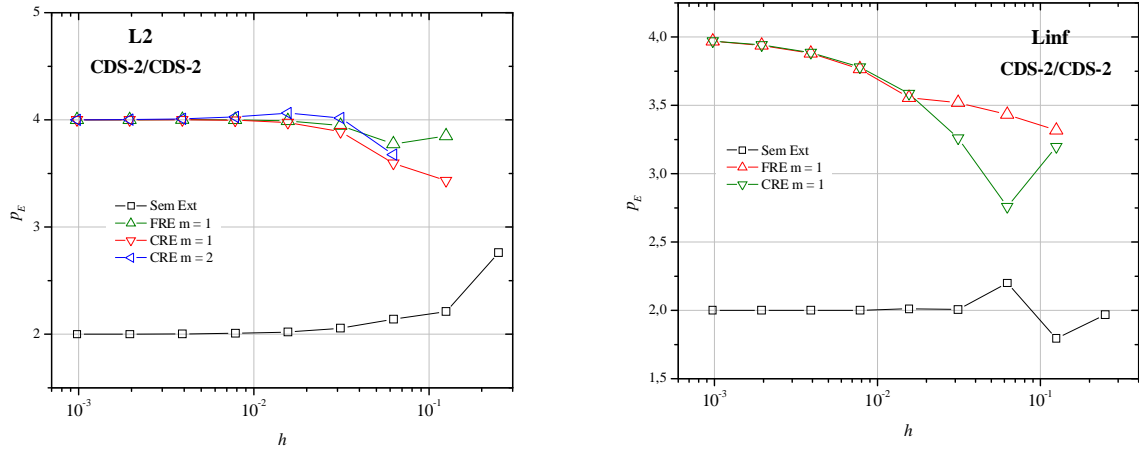 5
4
3
2
p_E
L2
CDS-2/CDS-2
Sem Ext
FRE m = 1
CRE m = 1
CRE m = 2
10^-3
10^-2
10^-1
h
4,0
3,5
3,0
2,5
2,0
1,5
p_E
Linf
CDS-2/CDS-2
Sem Ext
FRE m = 1
CRE m = 1
10^-3
10^-2
10^-1
h